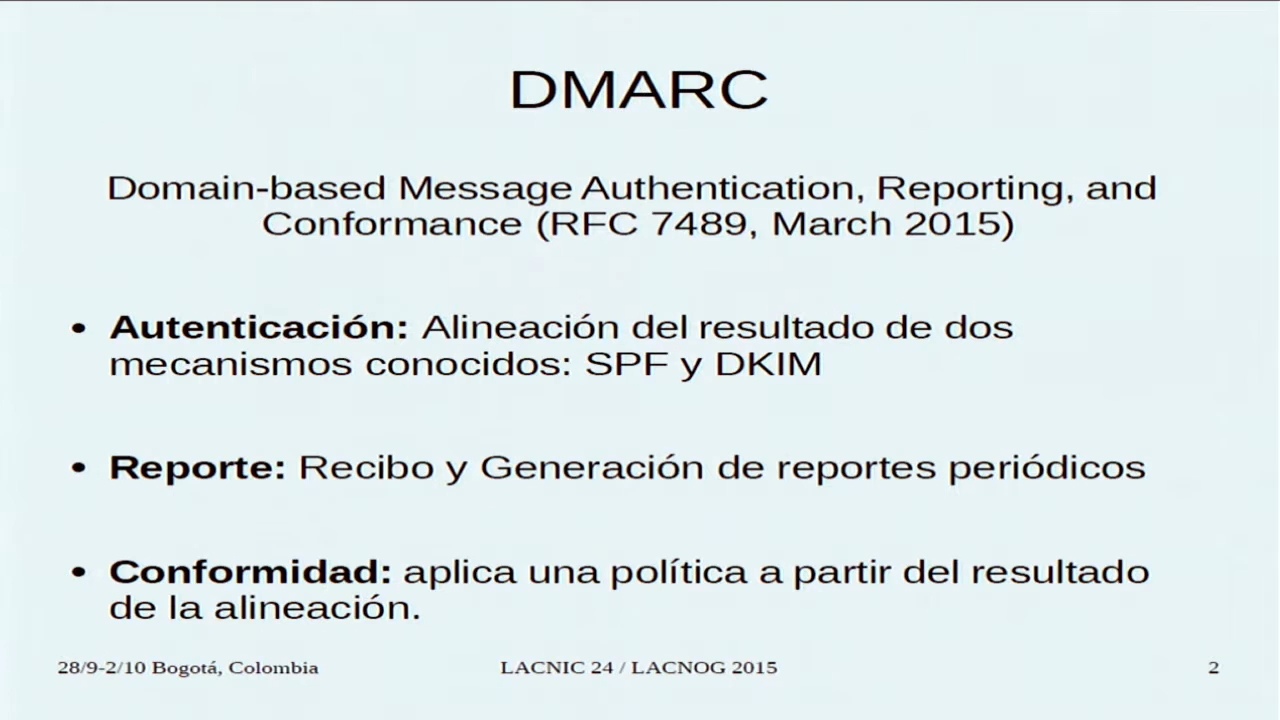 DMARC
Domain-based Message Authentication, Reporting, and
Conformance (RFC 7489, March 2015)
• Autenticación: Alineación del resultado de dos
mecanismos conocidos: SPF y DKIM
• Reporte: Recibo y Generación de reportes periódicos
• Conformidad: aplica una política a partir del resultado
de la alineación.
28/9-2/10 Bogotá, Colombia LACNIC 24 / LACNOG 2015 2